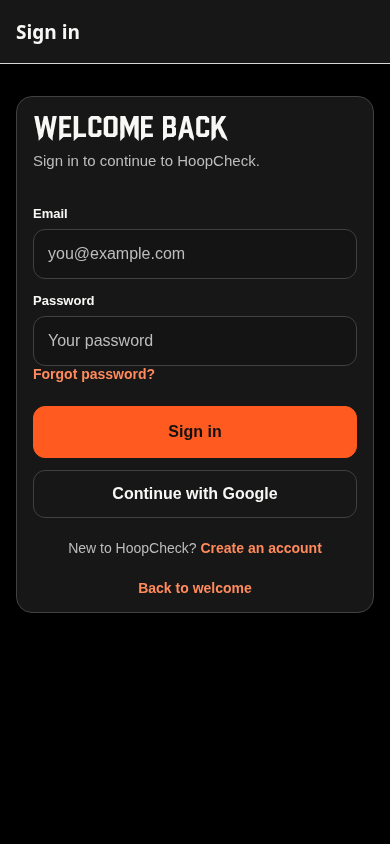 Sign in
WELCOME BACK
Sign in to continue to HoopCheck.
Email
you@example.com
Password
Your password
Forgot password?
Sign in
Continue with Google
New to HoopCheck? Create an account
Back to welcome